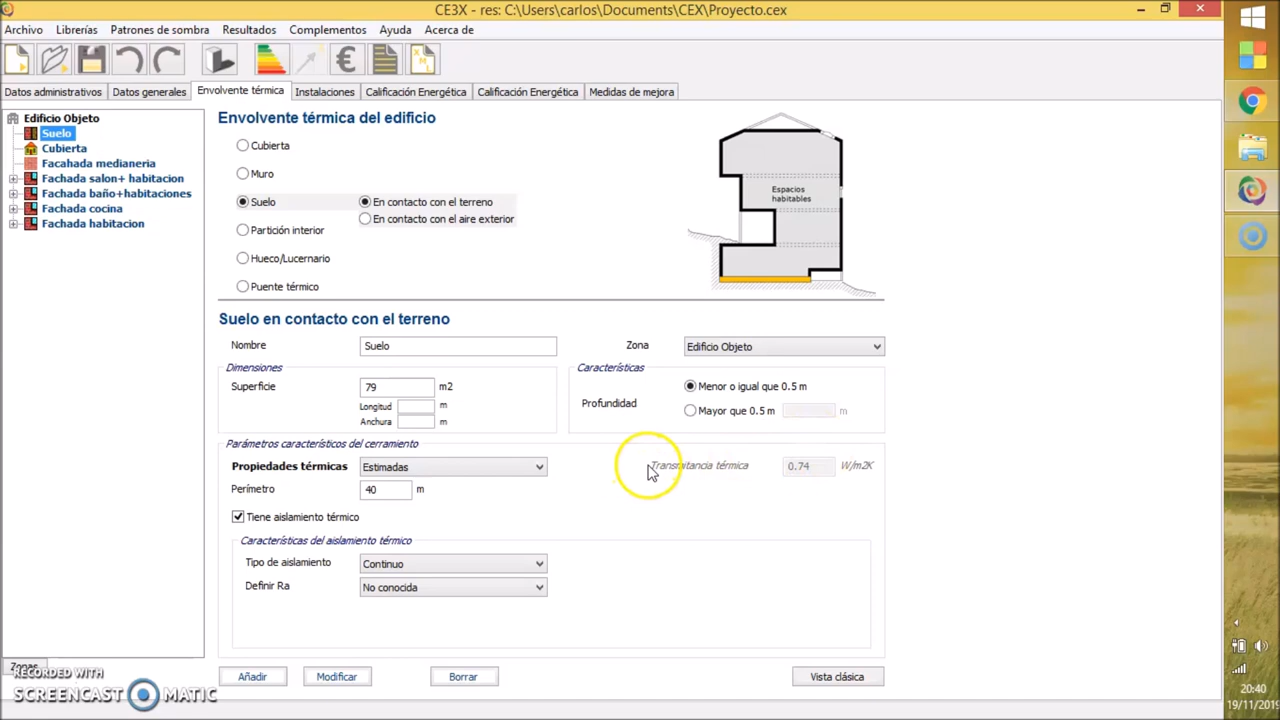 CE3X - res: C:\Users\carlos\Documents\CEX\Proyecto.cex
Archivo Librerías Patrones de sombra Resultados Complementos Ayuda Acerca de
Datos administrativos Datos generales Envolvente térmica Instalaciones Calificación Energética Calificación Energética Medidas de mejora
Edificio Objeto
Suelo
Cubierta
Facahada medianeria
Fachada salon+ habitacion
Fachada baño+habitaciones
Fachada cocina
Fachada habitacion
Envolvente térmica del edificio
Cubierta
Muro
Suelo En contacto con el terreno
En contacto con el aire exterior
Partición interior
Hueco/Lucernario
Puente térmico
Espacios
habitables
Suelo en contacto con el terreno
Nombre Suelo Zona Edificio Objeto
Dimensiones Características
Superficie 79 m2 Menor o igual que 0.5 m
Longitud m Profundidad
Anchura m Mayor que 0.5 m m
Parámetros característicos del cerramiento
Propiedades térmicas Estimadas Transmitancia térmica 0.74 W/m2K
Perímetro 40 m
Tiene aislamiento térmico
Características del aislamiento térmico
Tipo de aislamiento Continuo
Definir Ra No conocida
Añadir Modificar Borrar Vista clásica
Zonas
RECORDED WITH
SCREENCAST MATIC
20:40
19/11/2019